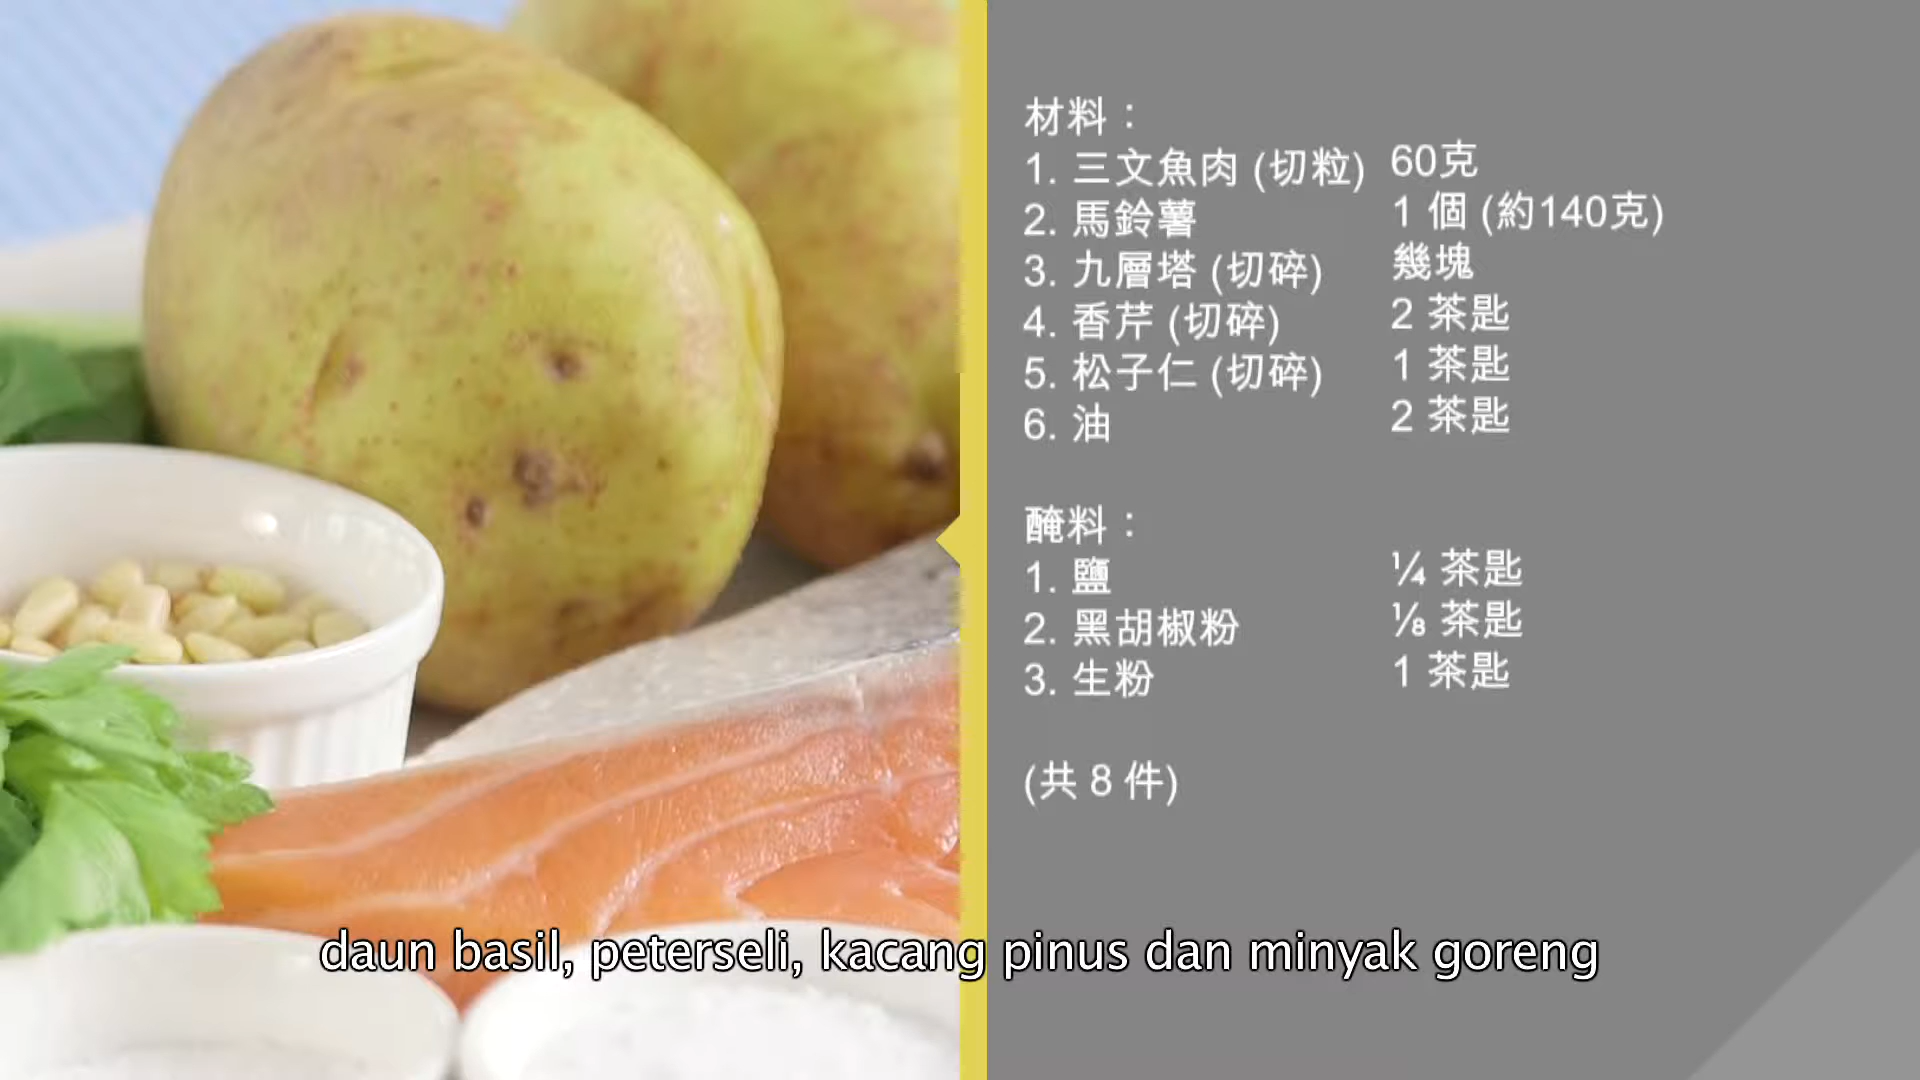 材料：
1. 三文魚肉 (切粒) 60克
2. 馬鈴薯 1 個 (約140克)
3. 九層塔 (切碎) 幾塊
4. 香芹 (切碎) 2 茶匙
5. 松子仁 (切碎) 1 茶匙
6. 油 2 茶匙
醃料：
1. 鹽 ¼ 茶匙
2. 黑胡椒粉 ⅛ 茶匙
3. 生粉 1 茶匙
(共 8 件)
daun basil, peterseli, kacang pinus dan minyak goreng